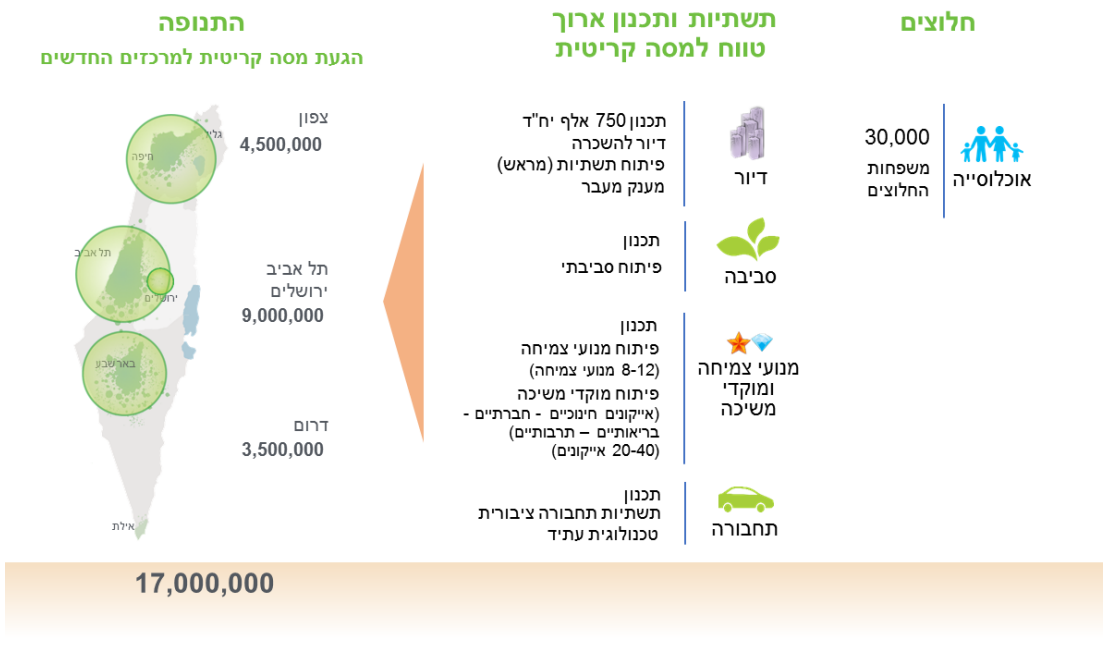 חלוצים
30,000
משפחות
החלוצים
אוכלוסייה
תשתיות ותכנון ארוך
טווח למסה קריטית
דיור
תכנון 750 אלף יח"ד
דיור להשכרה
פיתוח תשתיות (מראש)
מענק מעבר
סביבה
תכנון
פיתוח סביבתי
מנועי צמיחה
ומוקדי
משיכה
תכנון
פיתוח מנועי צמיחה
(8-12 מנועי צמיחה)
פיתוח מוקדי משיכה
(אייקונים חינוכיים - חברתיים -
בריאותיים – תרבותיים)
(20-40 אייקונים)
תחבורה
תכנון
תשתיות תחבורה ציבורית
טכנולוגית עתיד
התנופה
הגעת מסה קריטית למרכזים החדשים
צפון
4,500,000
תל אביב
ירושלים
9,000,000
דרום
3,500,000
גליל
חיפה
תל אביב
ירושלים
בארשבע
אילת
17,000,000